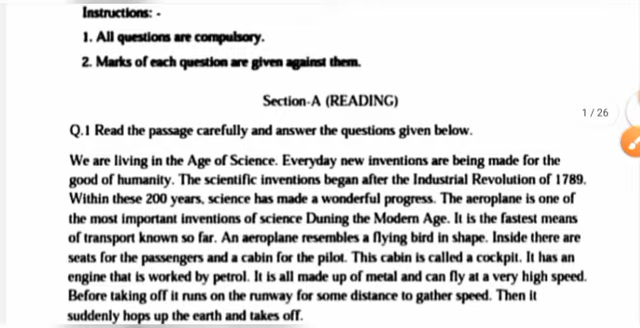 Instructions: -
1. All questions are compulsory.
2. Marks of each question are given against them.
Section-A (READING)
1 / 26
Q.1 Read the passage carefully and answer the questions given below.
We are living in the Age of Science. Everyday new inventions are being made for the
good of humanity. The scientific inventions began after the Industrial Revolution of 1789.
Within these 200 years, science has made a wonderful progress. The aeroplane is one of
the most important inventions of science Duning the Modern Age. It is the fastest means
of transport known so far. An aeroplane resembles a flying bird in shape. Inside there are
seats for the passengers and a cabin for the pilot. This cabin is called a cockpit. It has an
engine that is worked by petrol. It is all made up of metal and can fly at a very high speed.
Before taking off it runs on the runway for some distance to gather speed. Then it
suddenly hops up the earth and takes off.